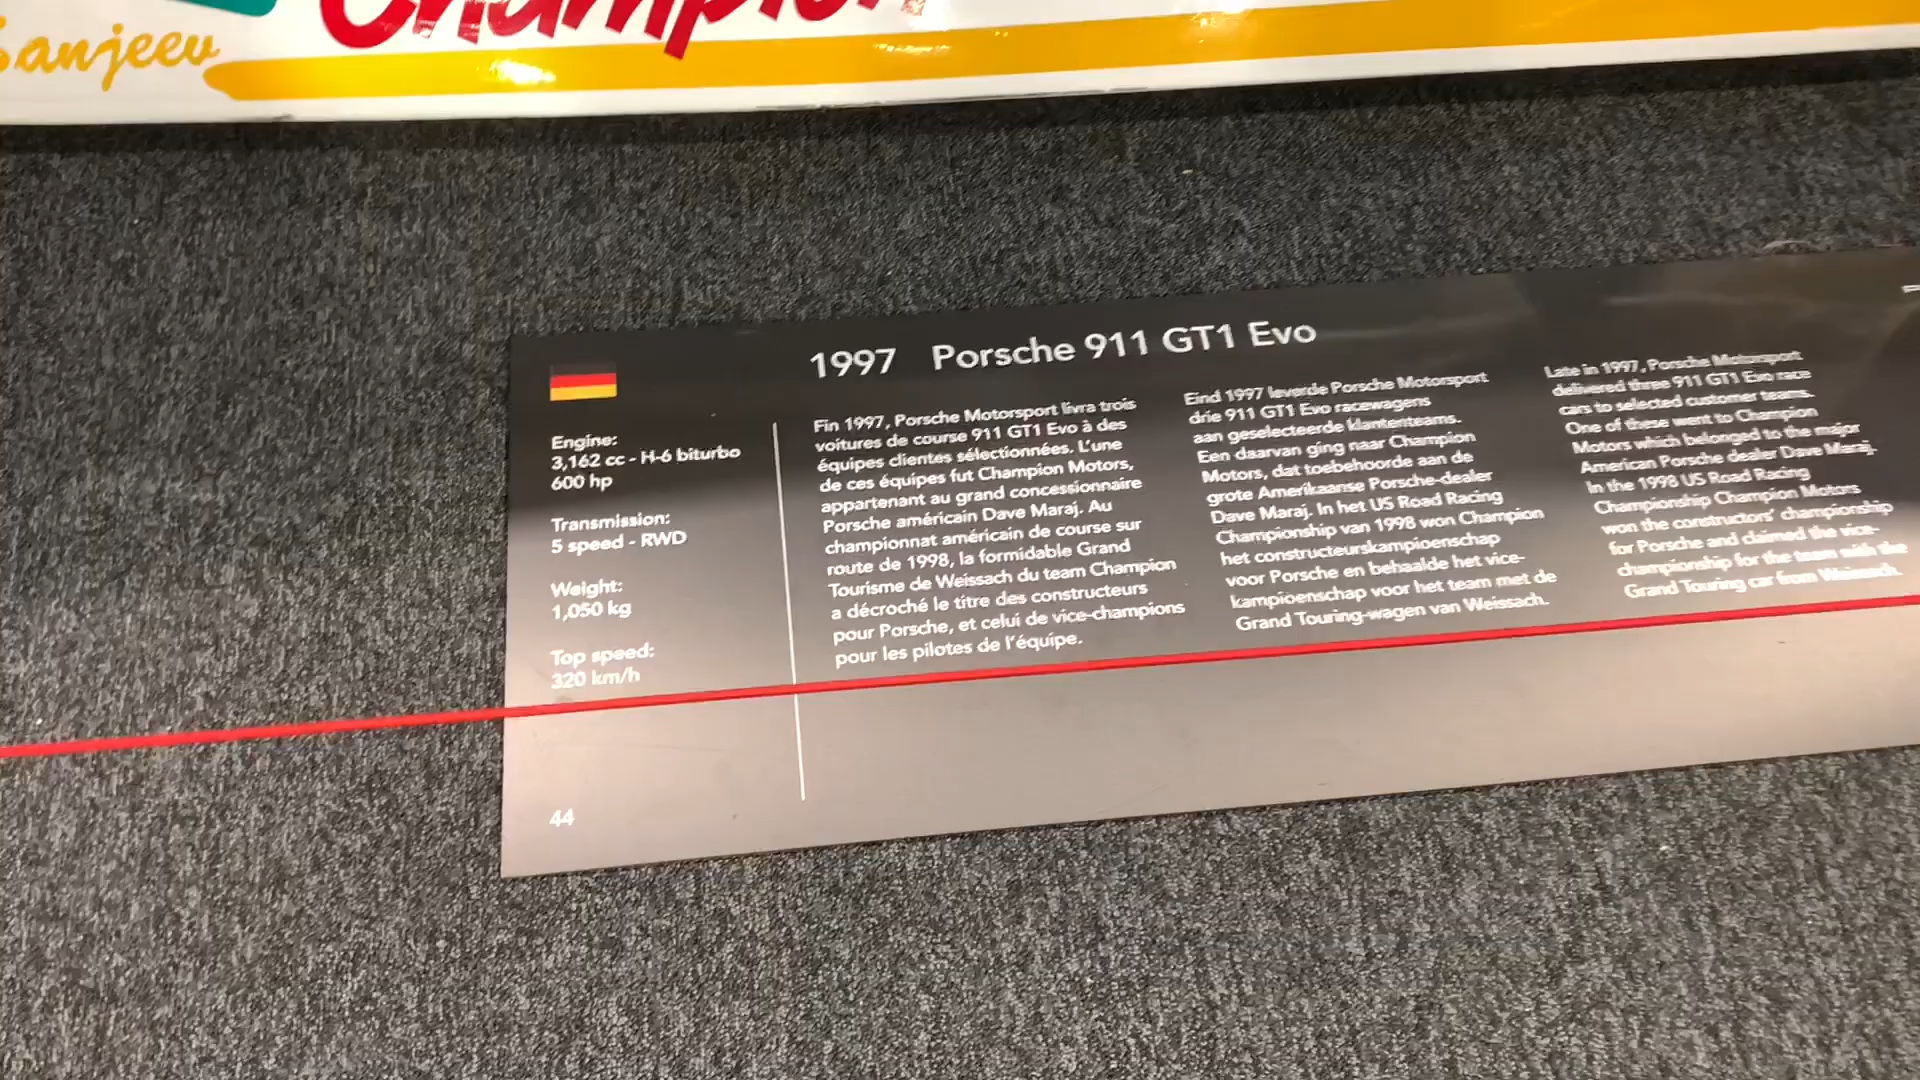 Sanjeev
Champion
1997 Porsche 911 GT1 Evo
Engine:
3,162 cc - H-6 biturbo
600 hp
Transmission:
5 speed - RWD
Weight:
1,050 kg
Top speed:
320 km/h
44
Fin 1997, Porsche Motorsport livra trois
voitures de course 911 GT1 Evo à des
équipes clientes sélectionnées. L'une
de ces équipes fut Champion Motors,
appartenant au grand concessionnaire
Porsche américain Dave Maraj. Au
championnat américain de course sur
route de 1998, la formidable Grand
Tourisme de Weissach du team Champion
a décroché le titre des constructeurs
pour Porsche, et celui de vice-champions
pour les pilotes de l'équipe.
Eind 1997 leverde Porsche Motorsport
drie 911 GT1 Evo racewagens
aan geselecteerde klantenteams.
Een daarvan ging naar Champion
Motors, dat toebehoorde aan de
grote Amerikaanse Porsche-dealer
Dave Maraj. In het US Road Racing
Championship van 1998 won Champion
het constructeurskampioenschap
voor Porsche en behaalde het vice-
kampioenschap voor het team met de
Grand Touring-wagen van Weissach.
Late in 1997, Porsche Motorsport
delivered three 911 GT1 Evo race
cars to selected customer teams.
One of these went to Champion
Motors which belonged to the major
American Porsche dealer Dave Maraj.
In the 1998 US Road Racing
Championship Champion Motors
won the constructors' championship
for Porsche and claimed the vice-
championship for the team with the
Grand Touring car from Weissach.